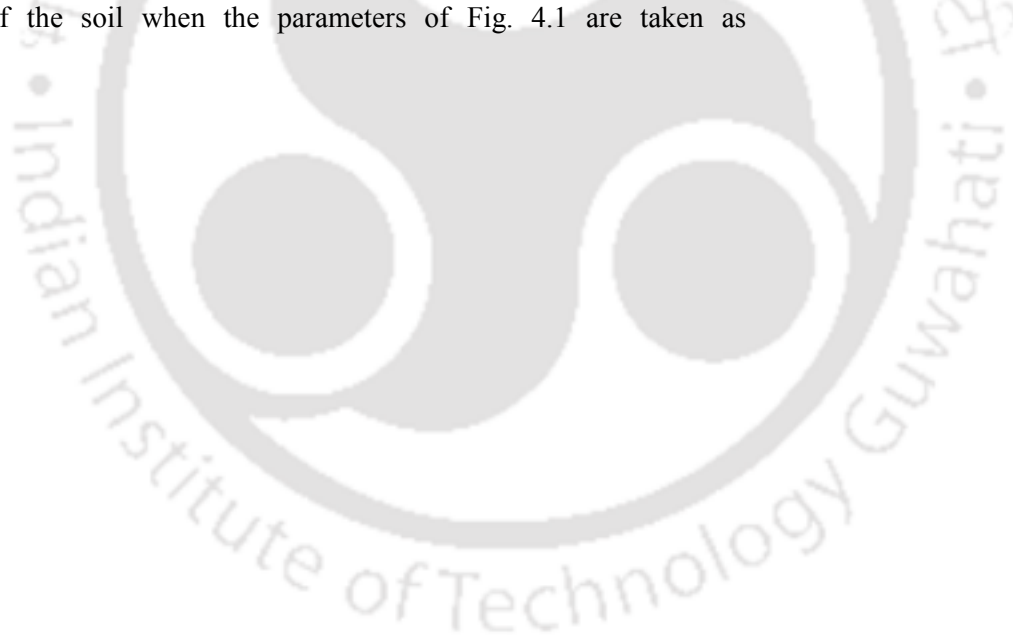 f the soil when the parameters of Fig. 4.1 are taken as
Indian Institute of Technology Guwahati